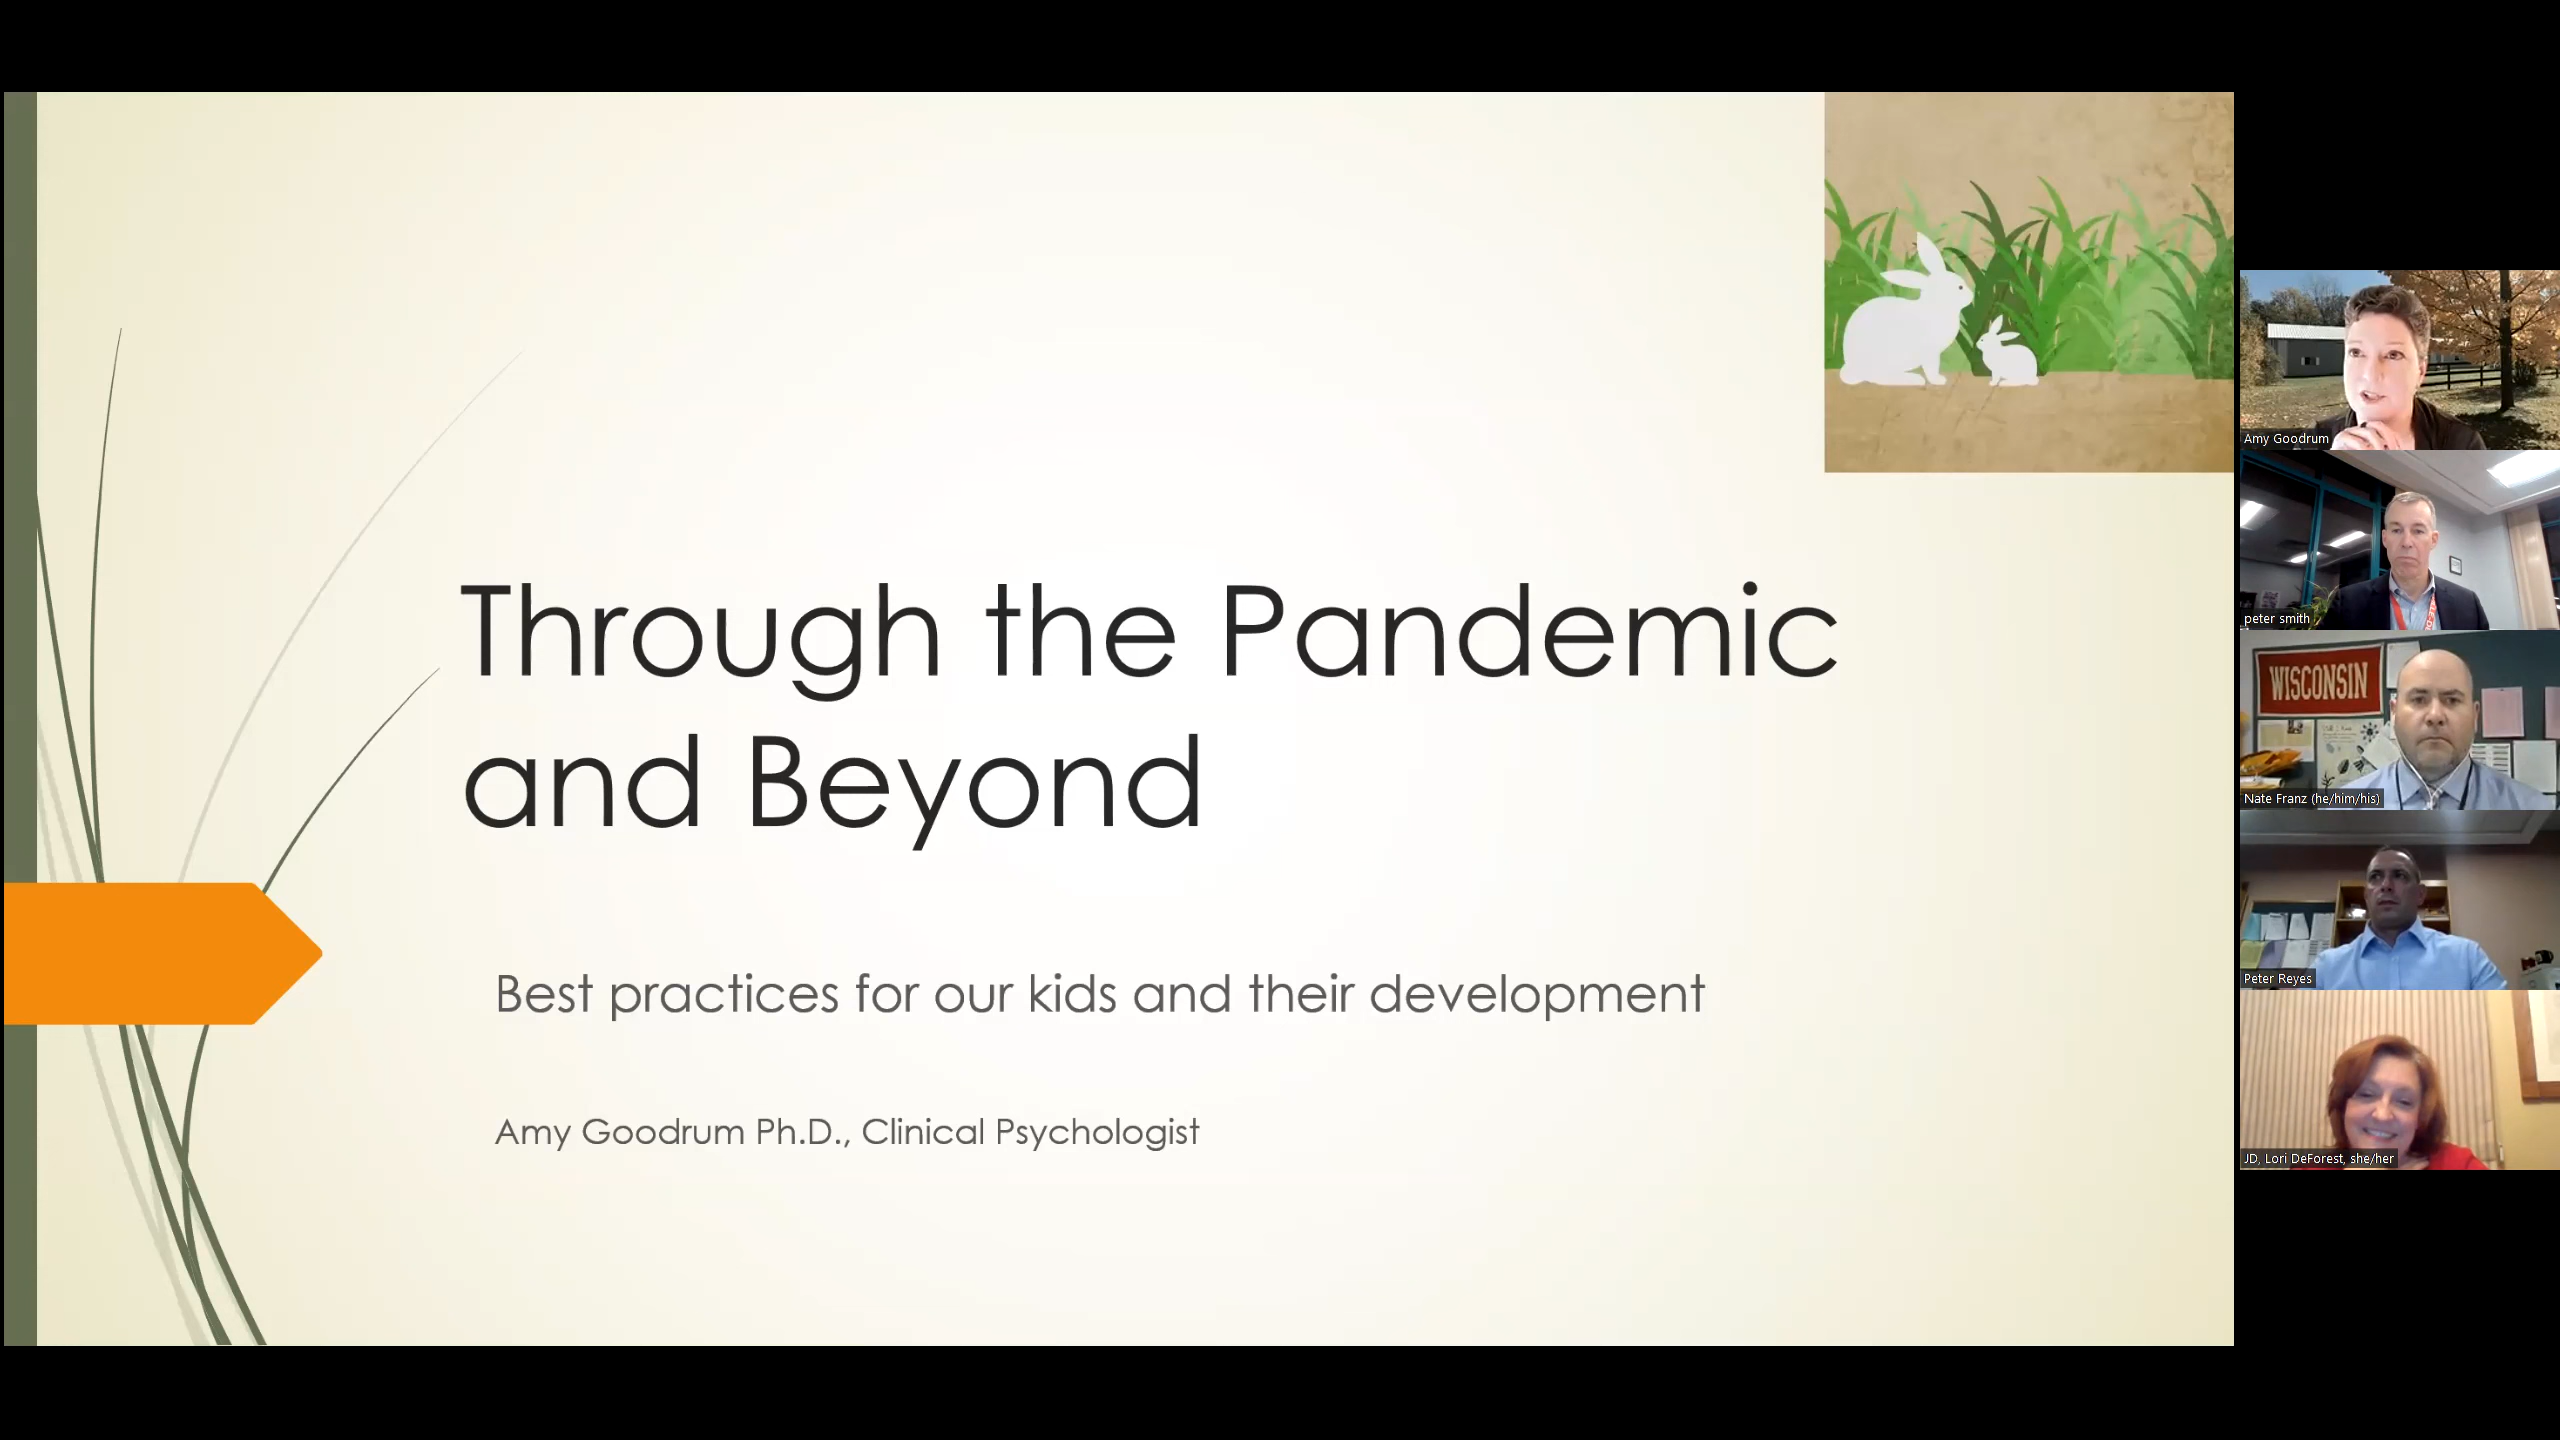 Through the Pandemic
and Beyond
Best practices for our kids and their development
Amy Goodrum Ph.D., Clinical Psychologist
Amy Goodrum
peter smith
WISCONSIN
Nate Franz (he/him/his)
Peter Reyes
JD, Lori DeForest, she/her